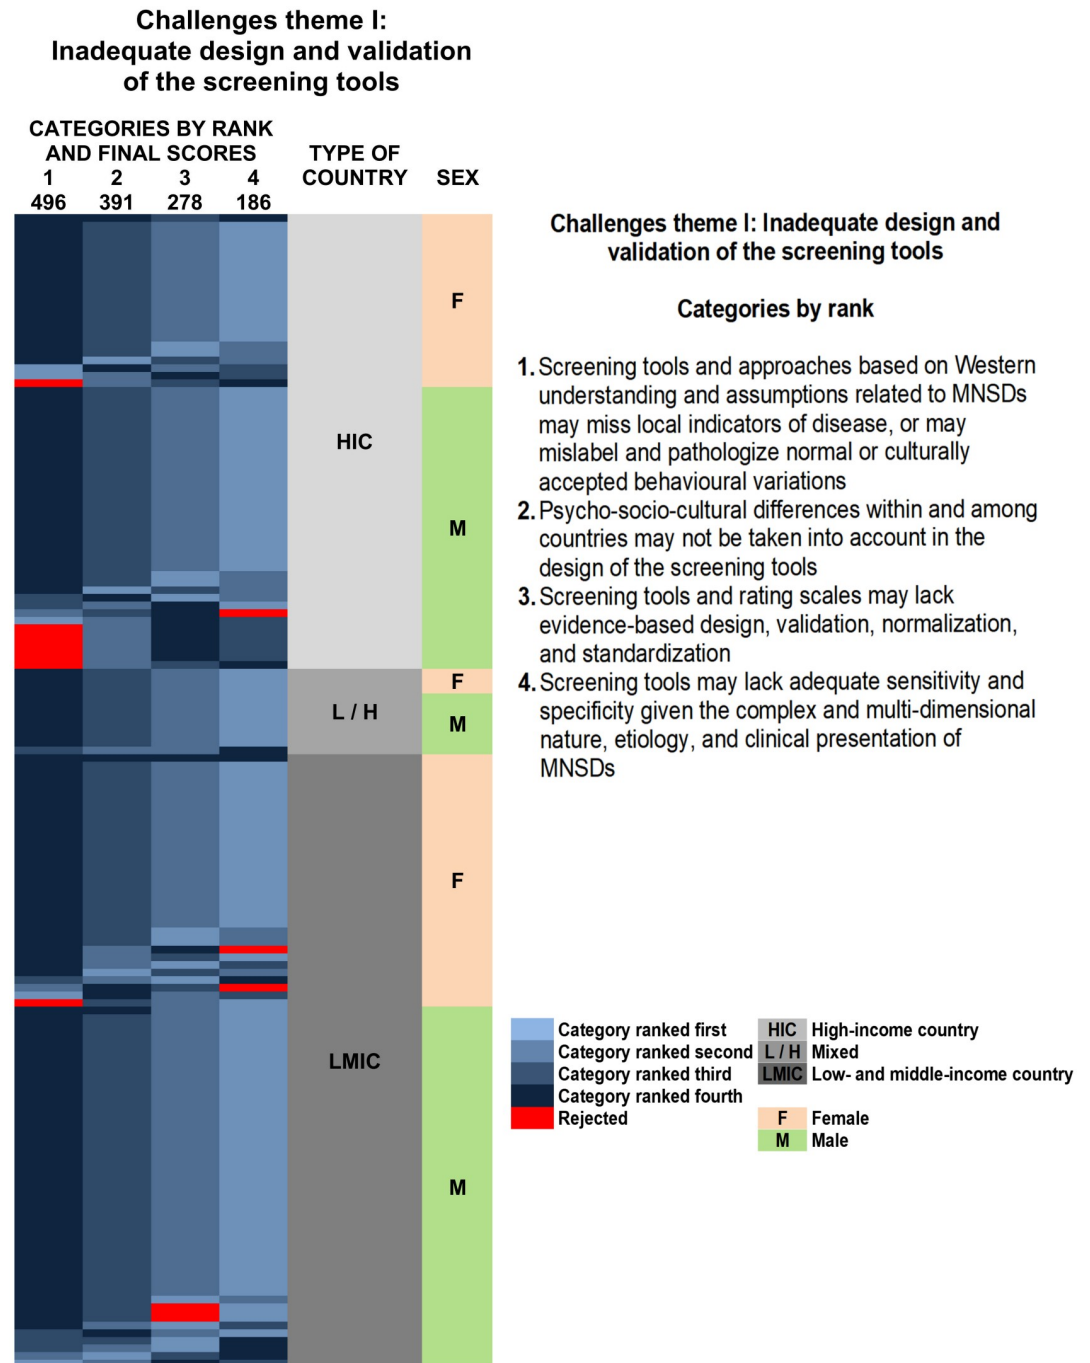 Challenges theme I:
Inadequate design and validation
of the screening tools
CATEGORIES BY RANK
AND FINAL SCORES
TYPE OF
COUNTRY
SEX
1 2 3 4
496 391 278 186
F
HIC
M
F
L / H
M
F
LMIC
M
Challenges theme I: Inadequate design and
validation of the screening tools
Categories by rank
1. Screening tools and approaches based on Western
understanding and assumptions related to MNSDs
may miss local indicators of disease, or may
mislabel and pathologize normal or culturally
accepted behavioural variations
2. Psycho-socio-cultural differences within and among
countries may not be taken into account in the
design of the screening tools
3. Screening tools and rating scales may lack
evidence-based design, validation, normalization,
and standardization
4. Screening tools may lack adequate sensitivity and
specificity given the complex and multi-dimensional
nature, etiology, and clinical presentation of
MNSDs
Category ranked first
Category ranked second
Category ranked third
Category ranked fourth
Rejected
HIC High-income country
L / H Mixed
LMIC Low- and middle-income country
F Female
M Male